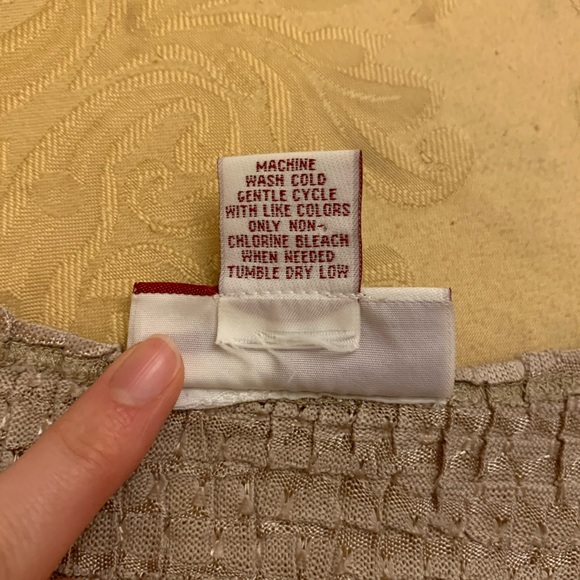 MACHINE
WASH COLD
GENTLE CYCLE
WITH LIKE COLORS
ONLY NON-
CHLORINE BLEACH
WHEN NEEDED
TUMBLE DRY LOW